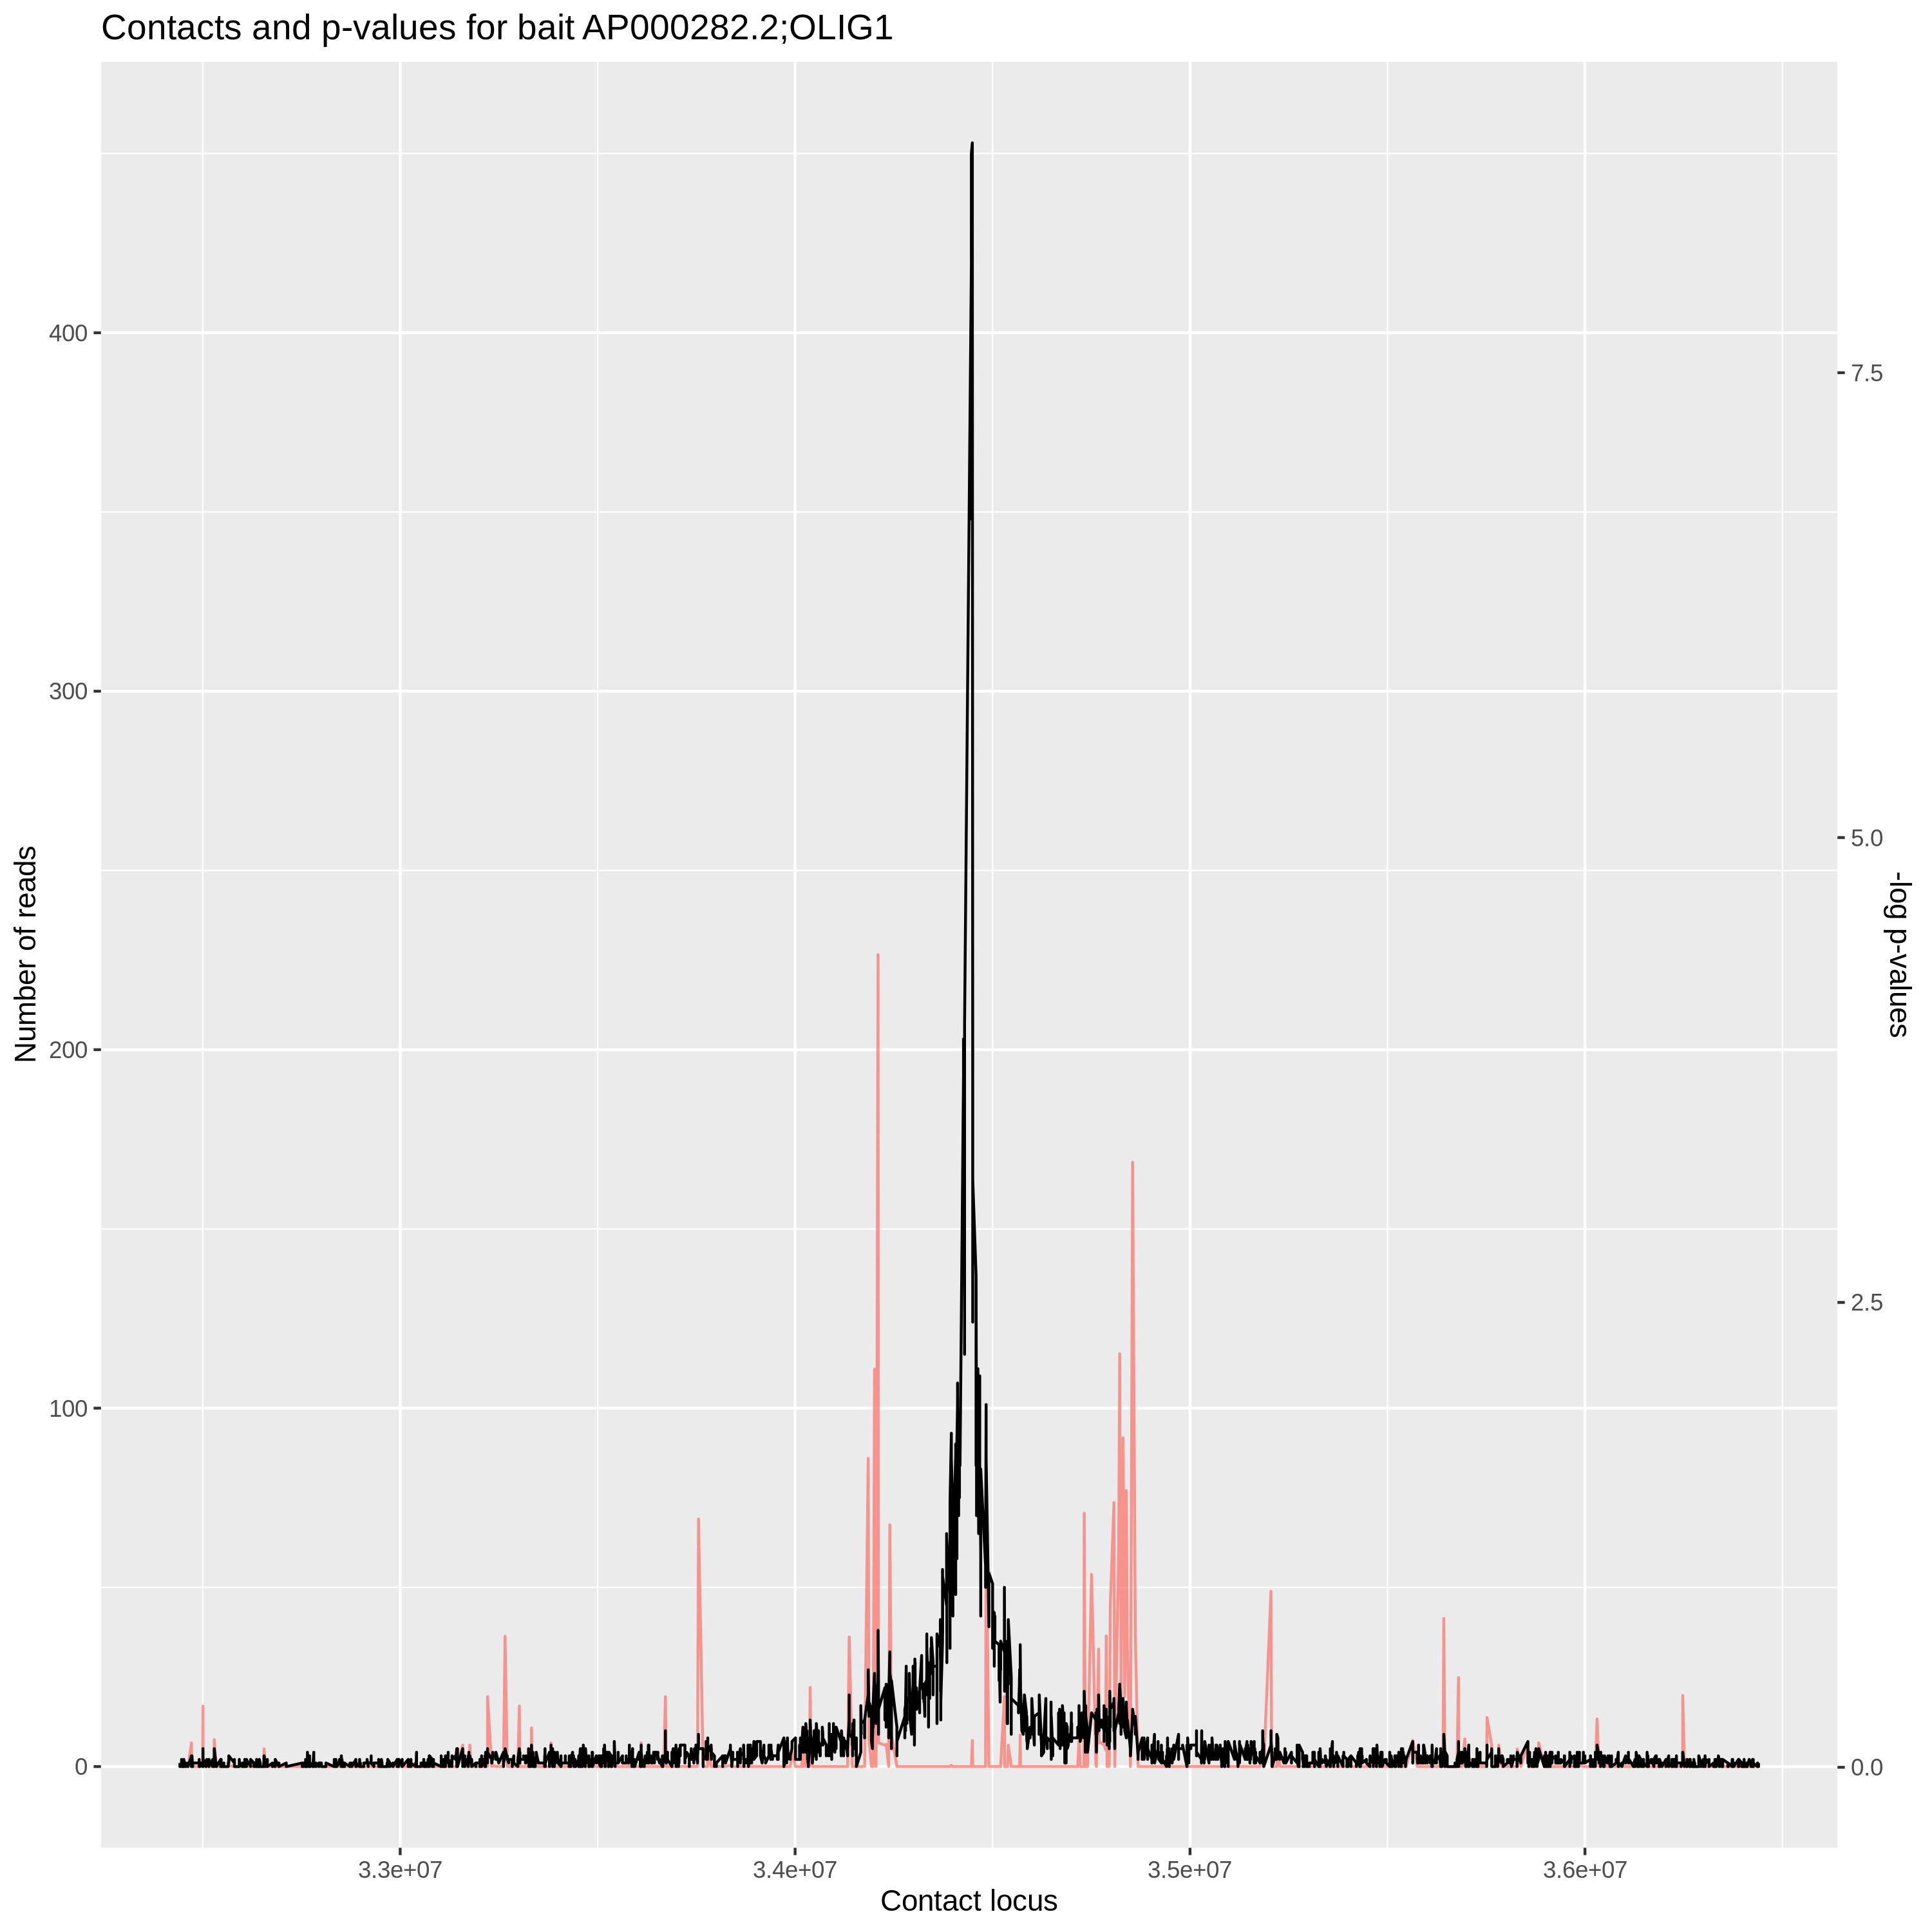 Contacts and p-values for bait AP000282.2;OLIG1
Number of reads
400
300
200
100
0
7.5
5.0
2.5
0.0
-log p-values
3.3e+07
3.4e+07
3.5e+07
3.6e+07
Contact locus